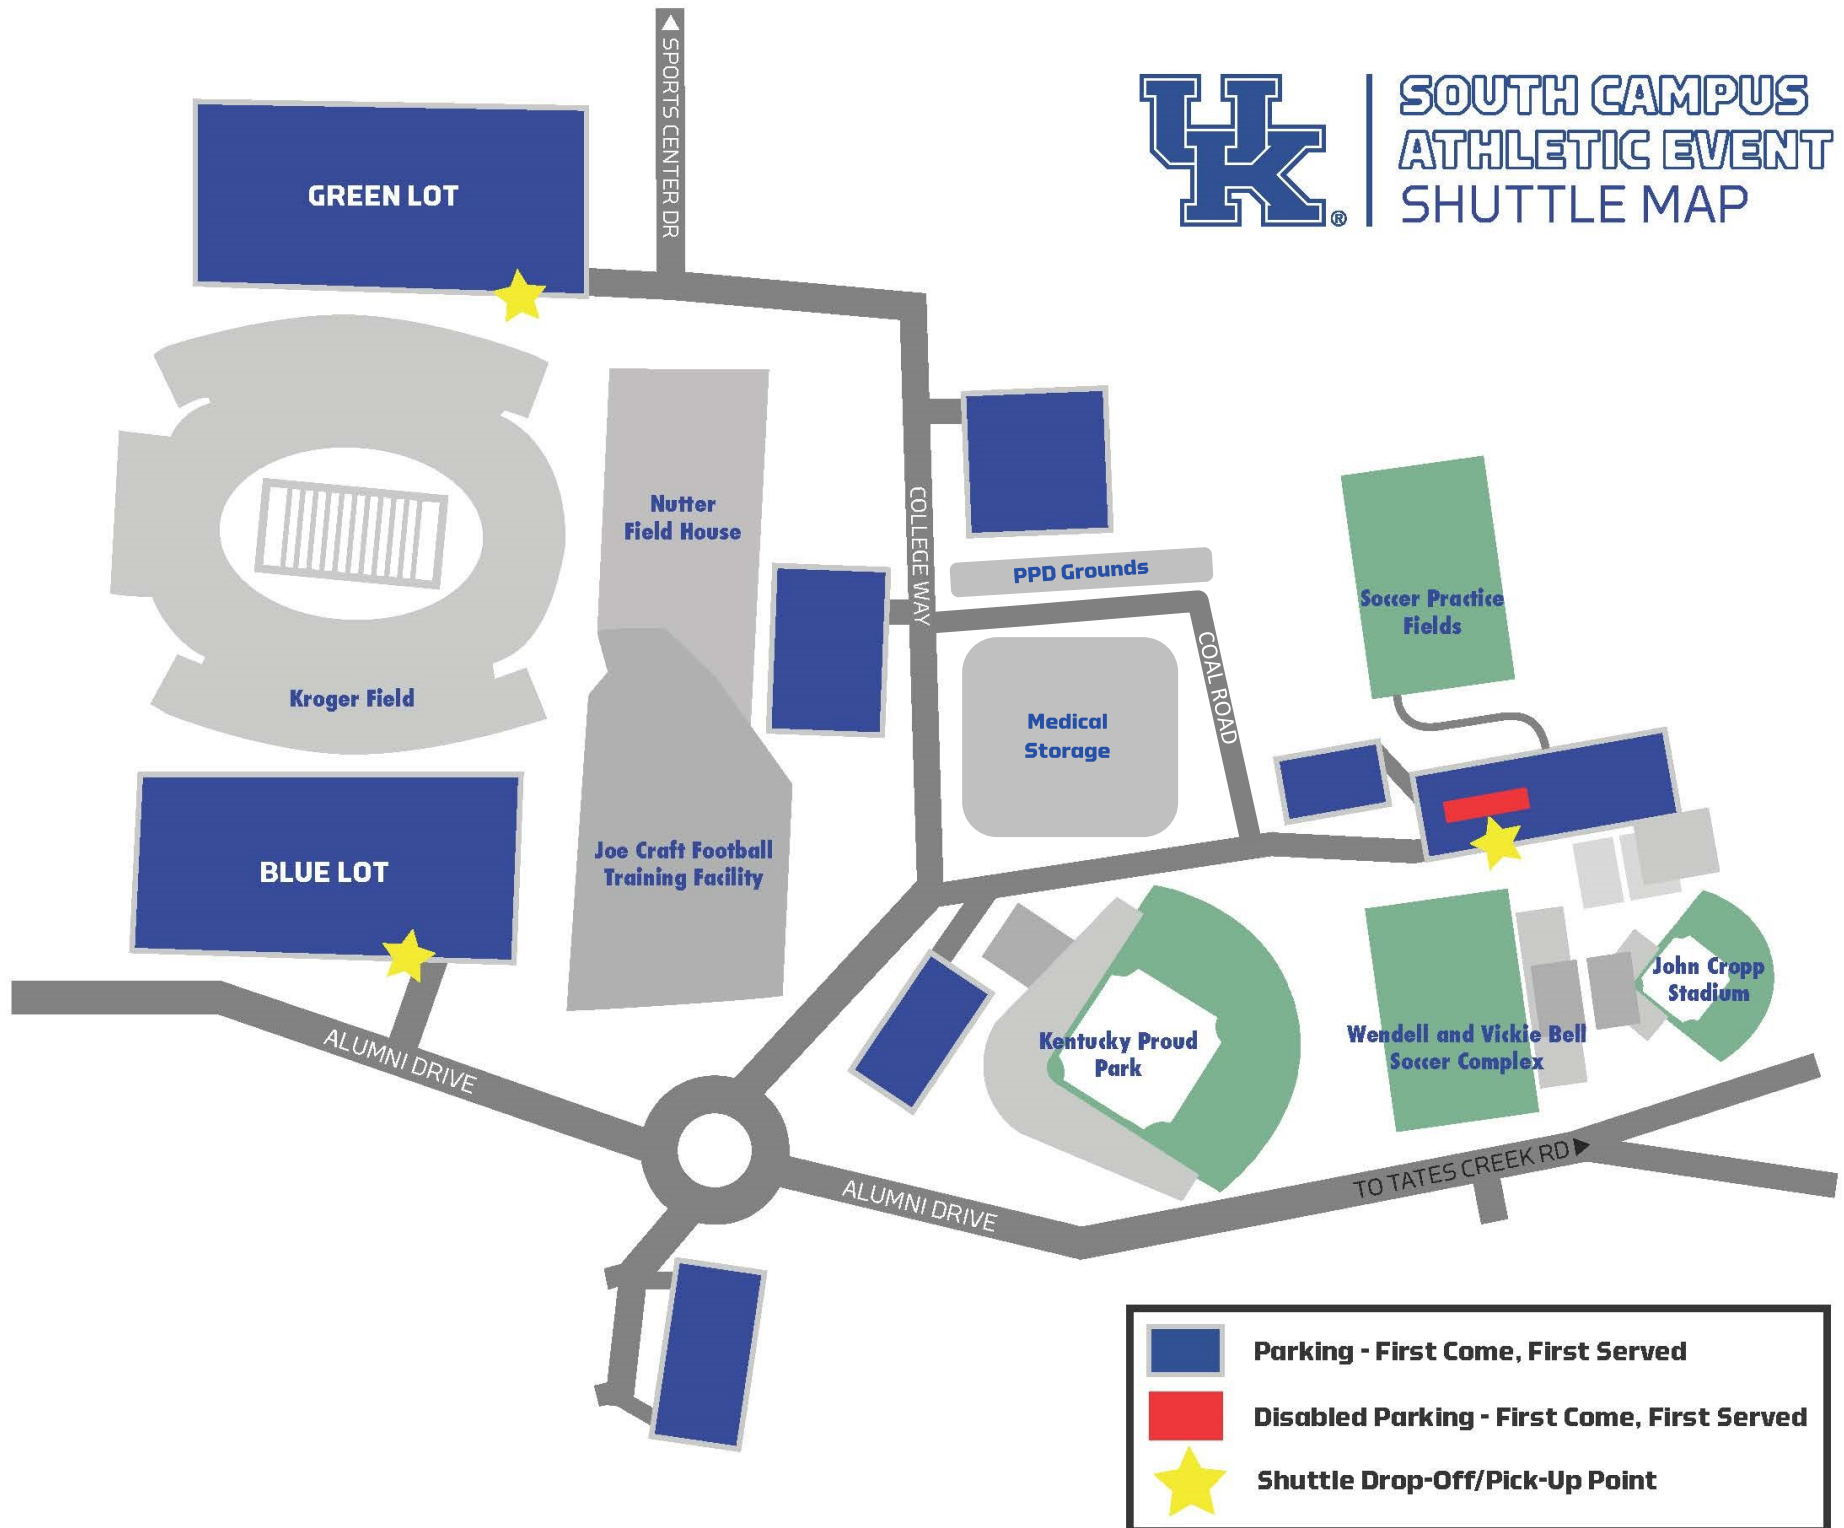 SPORTS CENTER DR
UK®
SOUTH CAMPUS
ATHLETIC EVENT
SHUTTLE MAP
GREEN LOT
Nutter
Field House
COLLEGE WAY
PPD Grounds
Soccer Practice
Fields
COAL ROAD
Kroger Field
Medical
Storage
BLUE LOT
Joe Craft Football
Training Facility
John Cropp
Stadium
Kentucky Proud
Park
Wendell and Vickie Bell
Soccer Complex
ALUMNI DRIVE
ALUMNI DRIVE
TO TATES CREEK RD
Parking - First Come, First Served
Disabled Parking - First Come, First Served
Shuttle Drop-Off/Pick-Up Point